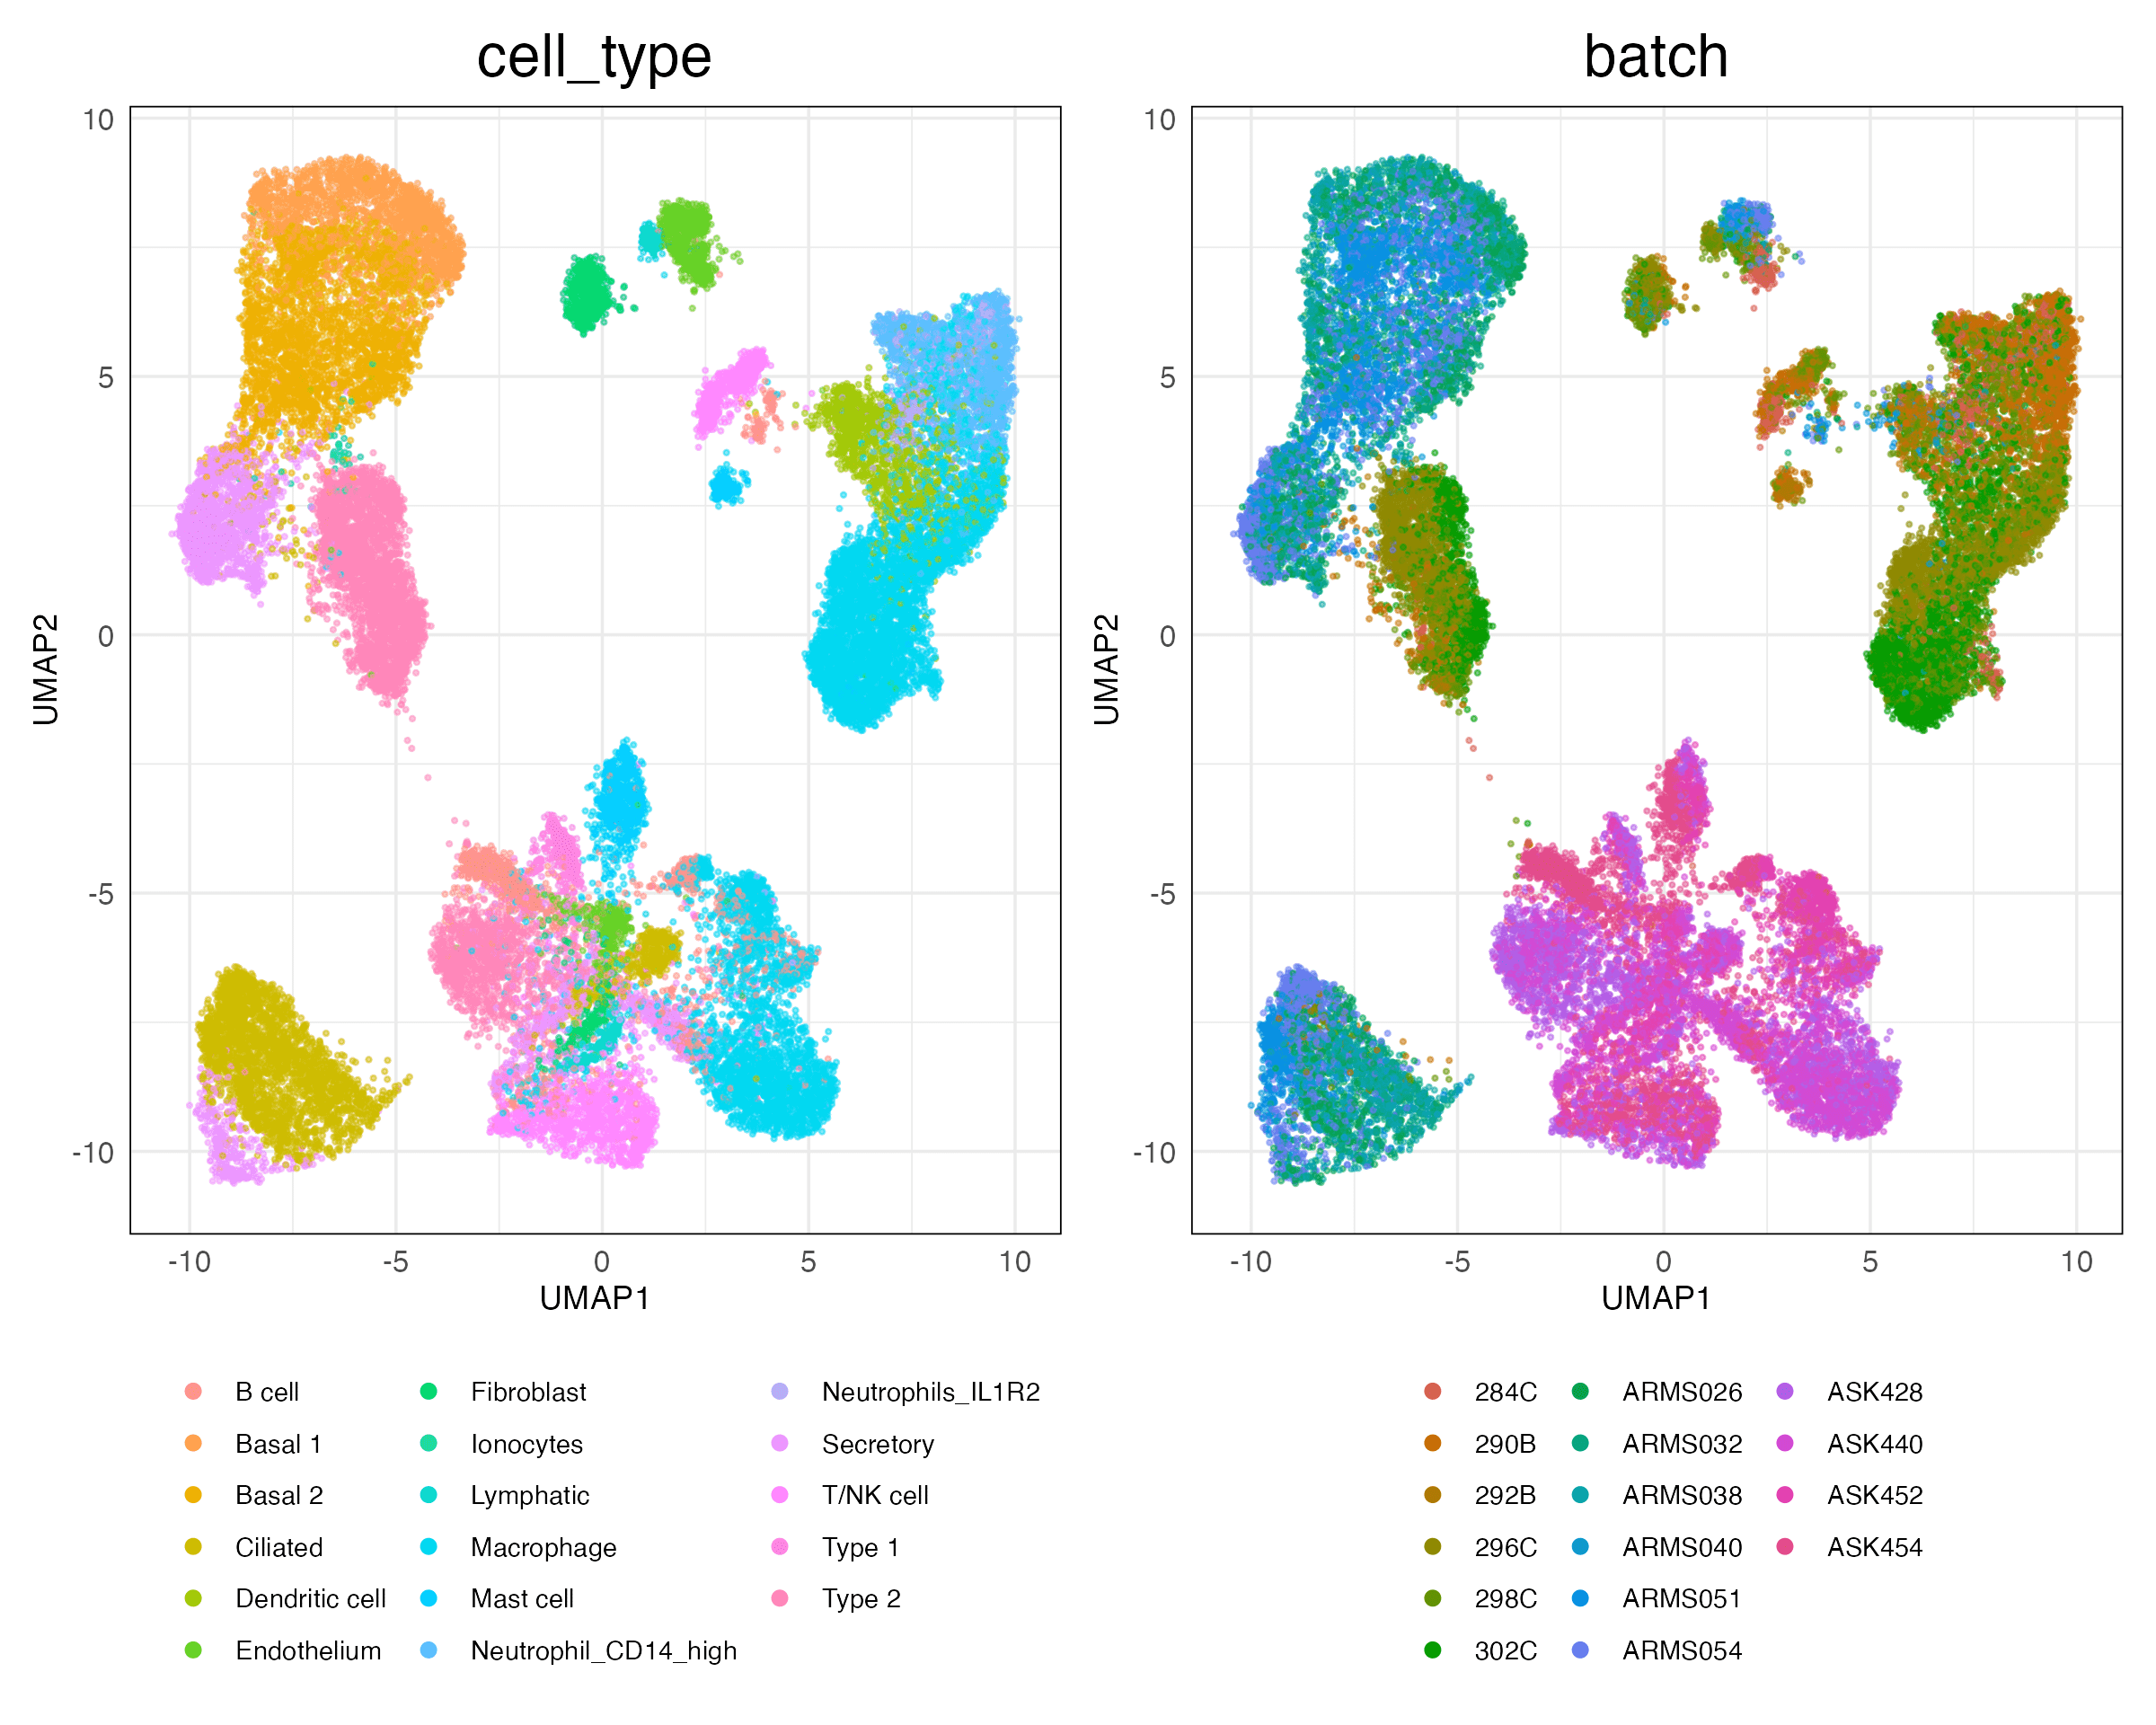 cell_type
batch
10
5
0
-5
-10
UMAP2
-10 -5 0 5 10
UMAP1
10
5
0
-5
-10
UMAP2
-10 -5 0 5 10
UMAP1
B cell
Basal 1
Basal 2
Ciliated
Dendritic cell
Endothelium
Fibroblast
Ionocytes
Lymphatic
Macrophage
Mast cell
Neutrophil_CD14_high
Neutrophils_IL1R2
Secretory
T/NK cell
Type 1
Type 2
284C
290B
292B
296C
298C
302C
ARMS026
ARMS032
ARMS038
ARMS040
ARMS051
ARMS054
ASK428
ASK440
ASK452
ASK454